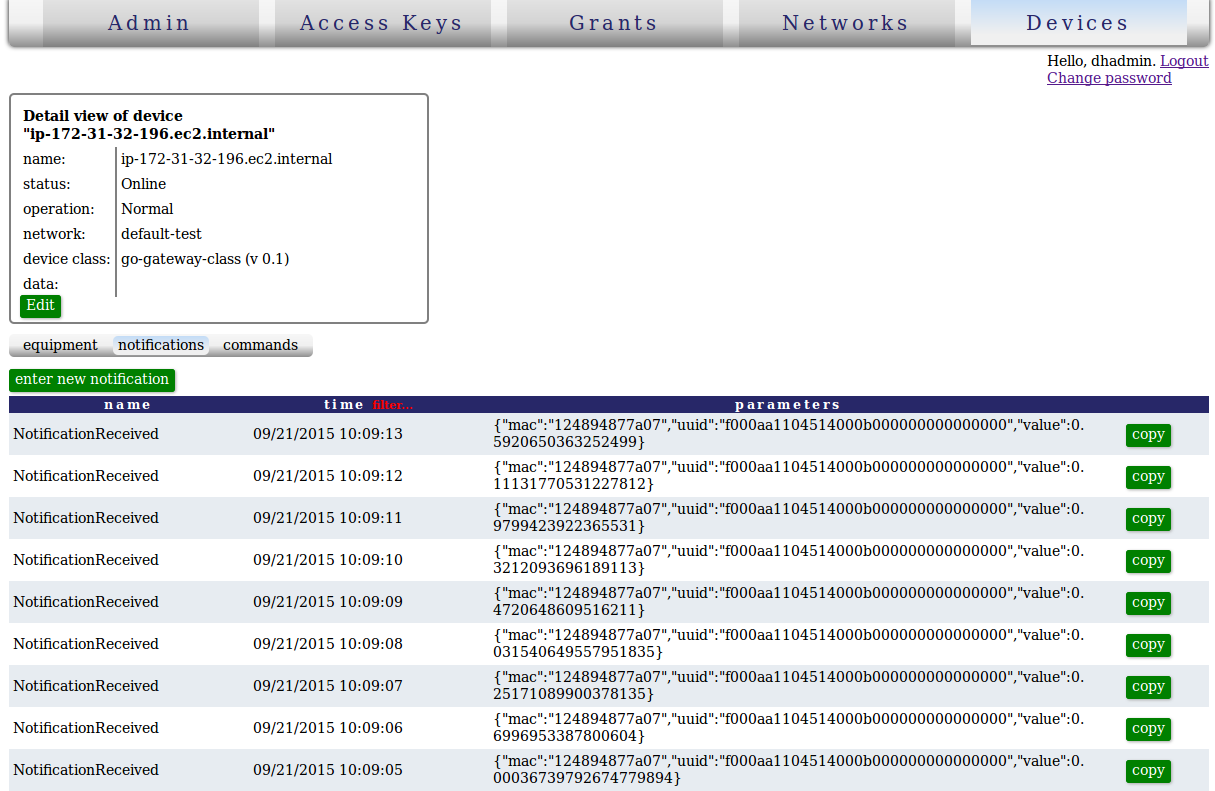 Admin Access Keys Grants Networks Devices
Hello, dhadmin. Logout
Change password
Detail view of device
"ip-172-31-32-196.ec2.internal"
name: ip-172-31-32-196.ec2.internal
status: Online
operation: Normal
network: default-test
device class: go-gateway-class (v 0.1)
data:
Edit
equipment notifications commands
enter new notification
name time filter... parameters
NotificationReceived 09/21/2015 10:09:13 {"mac":"124894877a07","uuid":"f000aa1104514000b000000000000000","value":0.
5920650363252499} copy
NotificationReceived 09/21/2015 10:09:12 {"mac":"124894877a07","uuid":"f000aa1104514000b000000000000000","value":0.
11131770531227812} copy
NotificationReceived 09/21/2015 10:09:11 {"mac":"124894877a07","uuid":"f000aa1104514000b000000000000000","value":0.
9799423922365531} copy
NotificationReceived 09/21/2015 10:09:10 {"mac":"124894877a07","uuid":"f000aa1104514000b000000000000000","value":0.
3212093696189113} copy
NotificationReceived 09/21/2015 10:09:09 {"mac":"124894877a07","uuid":"f000aa1104514000b000000000000000","value":0.
4720648609516211} copy
NotificationReceived 09/21/2015 10:09:08 {"mac":"124894877a07","uuid":"f000aa1104514000b000000000000000","value":0.
031540649557951835} copy
NotificationReceived 09/21/2015 10:09:07 {"mac":"124894877a07","uuid":"f000aa1104514000b000000000000000","value":0.
25171089900378135} copy
NotificationReceived 09/21/2015 10:09:06 {"mac":"124894877a07","uuid":"f000aa1104514000b000000000000000","value":0.
6996953387800604} copy
NotificationReceived 09/21/2015 10:09:05 {"mac":"124894877a07","uuid":"f000aa1104514000b000000000000000","value":0.
00036739792674779894} copy